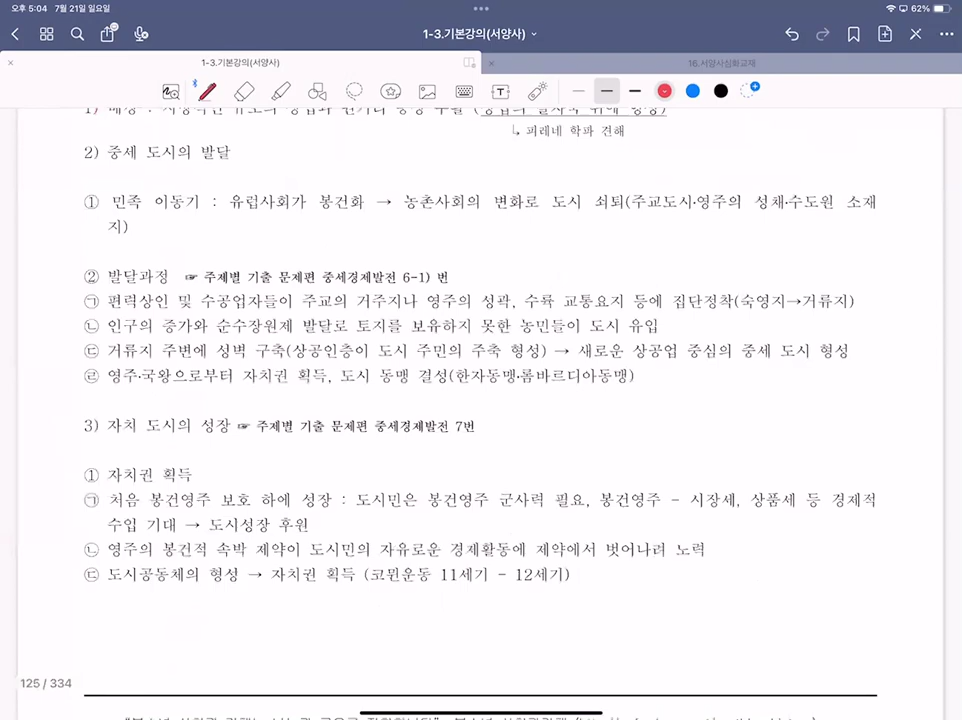 오후 5:04 7월 21일 일요일
62%
1-3.기본강의(서양사)
1-3.기본강의(서양사)
16.서양사심화교재
↳ 피레네 학파 견해
2) 중세 도시의 발달
① 민족 이동기 : 유럽사회가 봉건화 → 농촌사회의 변화로 도시 쇠퇴(주교도시·영주의 성채·수도원 소재
지)
② 발달과정 ☞ 주제별 기출 문제편 중세경제발전 6-1) 번
㉠ 편력상인 및 수공업자들이 주교의 거주지나 영주의 성곽, 수륙 교통요지 등에 집단정착(숙영지→거류지)
㉡ 인구의 증가와 순수장원제 발달로 토지를 보유하지 못한 농민들이 도시 유입
㉢ 거류지 주변에 성벽 구축(상공인층이 도시 주민의 주축 형성) → 새로운 상공업 중심의 중세 도시 형성
㉣ 영주·국왕으로부터 자치권 획득, 도시 동맹 결성(한자동맹·롬바르디아동맹)
3) 자치 도시의 성장 ☞ 주제별 기출 문제편 중세경제발전 7번
① 자치권 획득
㉠ 처음 봉건영주 보호 하에 성장 : 도시민은 봉건영주 군사력 필요, 봉건영주 - 시장세, 상품세 등 경제적
수입 기대 → 도시성장 후원
㉡ 영주의 봉건적 속박 제약이 도시민의 자유로운 경제활동에 제약에서 벗어나려 노력
㉢ 도시공동체의 형성 → 자치권 획득 (코뮌운동 11세기 - 12세기)
125 / 334